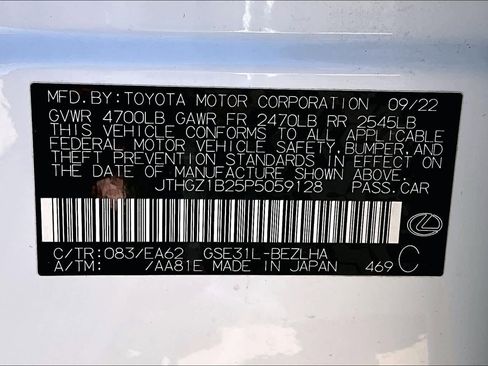 MFD. BY: TOYOTA MOTOR CORPORATION 09/22
GVWR 4700LB GAWR FR 2470LB RR 2545LB
THIS VEHICLE CONFORMS TO ALL APPLICABLE
FEDERAL MOTOR VEHICLE SAFETY, BUMPER, AND
THEFT PREVENTION STANDARDS IN EFFECT ON
THE DATE OF MANUFACTURE SHOWN ABOVE.
JTHGZ1B25P5059128 PASS. CAR
C/TR: 083/EA62 GSE31L-BEZLHA
A/TM: /AA81E MADE IN JAPAN 469 C